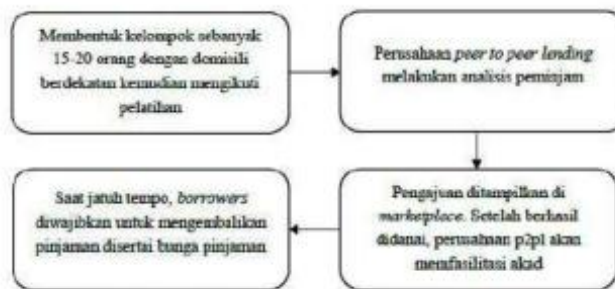 Membentuk kelompok sebanyak
15-20 orang dengan domisili
berdekatan kemudian mengikuti
pelatihan
Perusahaan peer to peer lending
melakukan analisis peminjam
Pengajuan ditampilkan di
marketplace. Setelah berhasil
didanai, perusahaan p2pl akan
memfasilitasi akad
Saat jatuh tempo, borrowers
diwajibkan untuk mengembalikan
pinjaman disertai bunga pinjaman